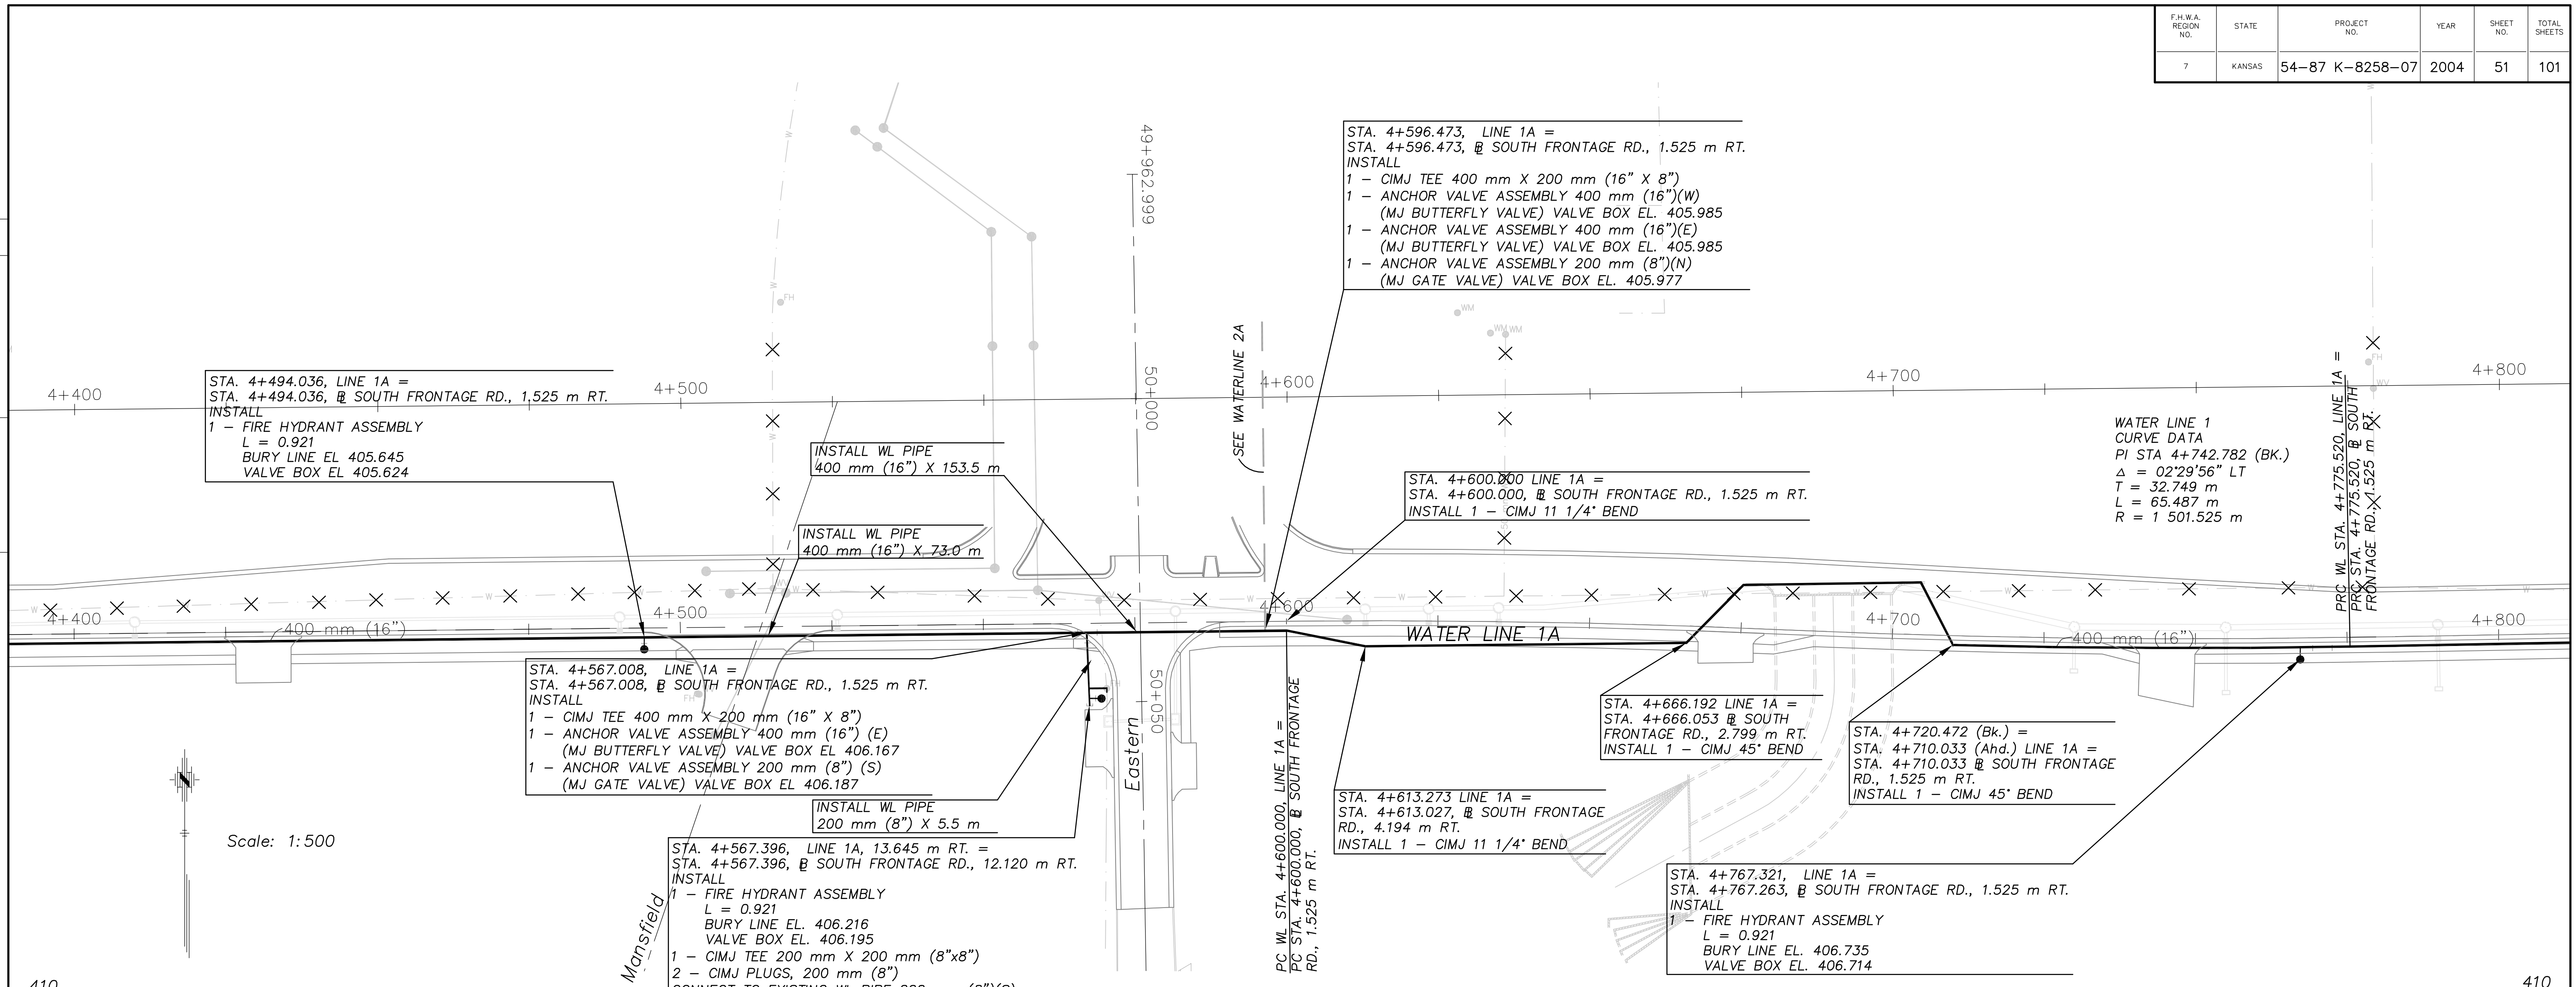 F.H.W.A. REGION NO.
STATE
PROJECT NO.
YEAR
SHEET NO.
TOTAL SHEETS
7
KANSAS
54-87 K-8258-07
2004
51
101
49+962.999
STA. 4+596.473, LINE 1A =
STA. 4+596.473, ⅊ SOUTH FRONTAGE RD., 1.525 m RT.
INSTALL
1 - CIMJ TEE 400 mm X 200 mm (16" X 8")
1 - ANCHOR VALVE ASSEMBLY 400 mm (16")(W)
(MJ BUTTERFLY VALVE) VALVE BOX EL. 405.985
1 - ANCHOR VALVE ASSEMBLY 400 mm (16")(E)
(MJ BUTTERFLY VALVE) VALVE BOX EL. 405.985
1 - ANCHOR VALVE ASSEMBLY 200 mm (8")(N)
(MJ GATE VALVE) VALVE BOX EL. 405.977
FH
WM
WM WM
FH
WV
SEE WATERLINE 2A
4+400
4+500
50+000
4+600
4+700
4+800
STA. 4+494.036, LINE 1A =
STA. 4+494.036, ⅊ SOUTH FRONTAGE RD., 1.525 m RT.
INSTALL
1 - FIRE HYDRANT ASSEMBLY
L = 0.921
BURY LINE EL 405.645
VALVE BOX EL 405.624
INSTALL WL PIPE
400 mm (16") X 153.5 m
INSTALL WL PIPE
400 mm (16") X 73.0 m
STA. 4+600.000 LINE 1A =
STA. 4+600.000, ⅊ SOUTH FRONTAGE RD., 1.525 m RT.
INSTALL 1 - CIMJ 11 1/4° BEND
WATER LINE 1
CURVE DATA
PI STA 4+742.782 (BK.)
Δ = 02°29'56" LT
T = 32.749 m
L = 65.487 m
R = 1 501.525 m
PRC WL STA. 4+775.520, LINE 1A =
PRC STA. 4+775.520, ⅊ SOUTH
FRONTAGE RD., 1.525 m RT.
4+400
4+500
4+600
4+700
4+800
400 mm (16")
WATER LINE 1A
400 mm (16")
STA. 4+567.008, LINE 1A =
STA. 4+567.008, ⅊ SOUTH FRONTAGE RD., 1.525 m RT.
INSTALL
1 - CIMJ TEE 400 mm X 200 mm (16" X 8")
1 - ANCHOR VALVE ASSEMBLY 400 mm (16") (E)
(MJ BUTTERFLY VALVE) VALVE BOX EL 406.167
1 - ANCHOR VALVE ASSEMBLY 200 mm (8") (S)
(MJ GATE VALVE) VALVE BOX EL 406.187
FH
FH
INSTALL WL PIPE
200 mm (8") X 5.5 m
STA. 4+567.396, LINE 1A, 13.645 m RT. =
STA. 4+567.396, ⅊ SOUTH FRONTAGE RD., 12.120 m RT.
INSTALL
1 - FIRE HYDRANT ASSEMBLY
L = 0.921
BURY LINE EL. 406.216
VALVE BOX EL. 406.195
1 - CIMJ TEE 200 mm X 200 mm (8"x8")
2 - CIMJ PLUGS, 200 mm (8")
Mansfield
Eastern
50+050
PC WL STA. 4+600.000, LINE 1A =
PC STA. 4+600.000, ⅊ SOUTH FRONTAGE
RD., 1.525 m RT.
STA. 4+613.273 LINE 1A =
STA. 4+613.027, ⅊ SOUTH FRONTAGE
RD., 4.194 m RT.
INSTALL 1 - CIMJ 11 1/4° BEND
STA. 4+666.192 LINE 1A =
STA. 4+666.053 ⅊ SOUTH
FRONTAGE RD., 2.799 m RT.
INSTALL 1 - CIMJ 45° BEND
STA. 4+720.472 (Bk.) =
STA. 4+710.033 (Ahd.) LINE 1A =
STA. 4+710.033 ⅊ SOUTH FRONTAGE
RD., 1.525 m RT.
INSTALL 1 - CIMJ 45° BEND
STA. 4+767.321, LINE 1A =
STA. 4+767.263, ⅊ SOUTH FRONTAGE RD., 1.525 m RT.
INSTALL
1 - FIRE HYDRANT ASSEMBLY
L = 0.921
BURY LINE EL. 406.735
VALVE BOX EL. 406.714
N
Scale: 1:500
410
410